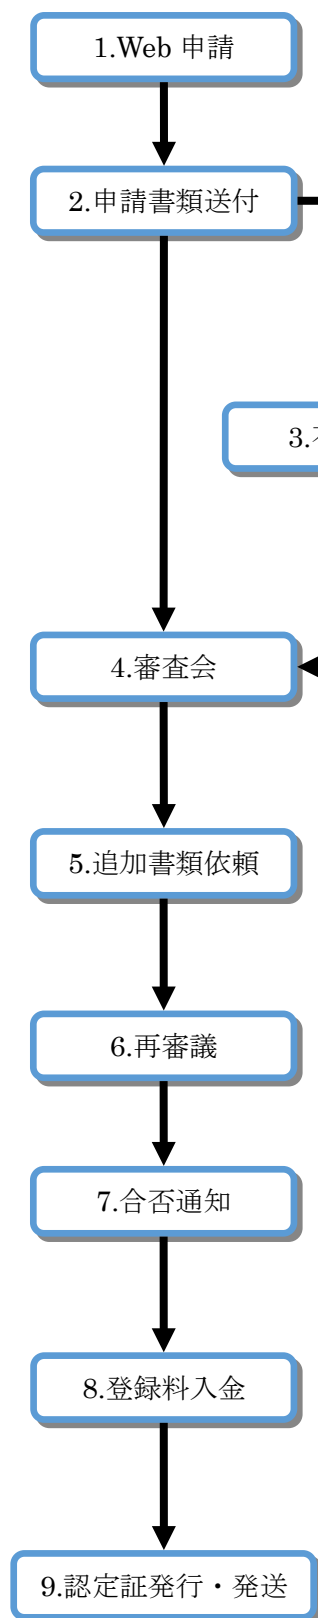 1.Web 申請
2.申請書類送付
3.
4.審査会
5.追加書類依頼
6.再審議
7.合否通知
8.登録料入金
9.認定証発行・発送